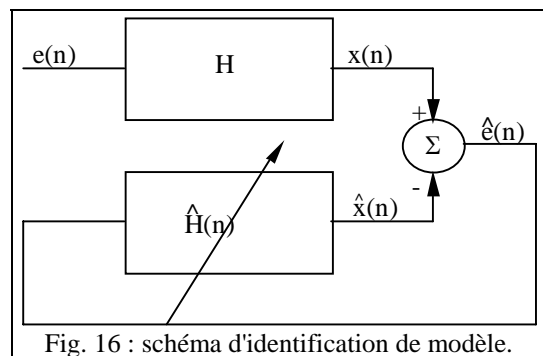 e(n) H x(n)
+
Σ ê(n)
-
Ĥ(n) x̂(n)
Fig. 16 : schéma d'identification de modèle.